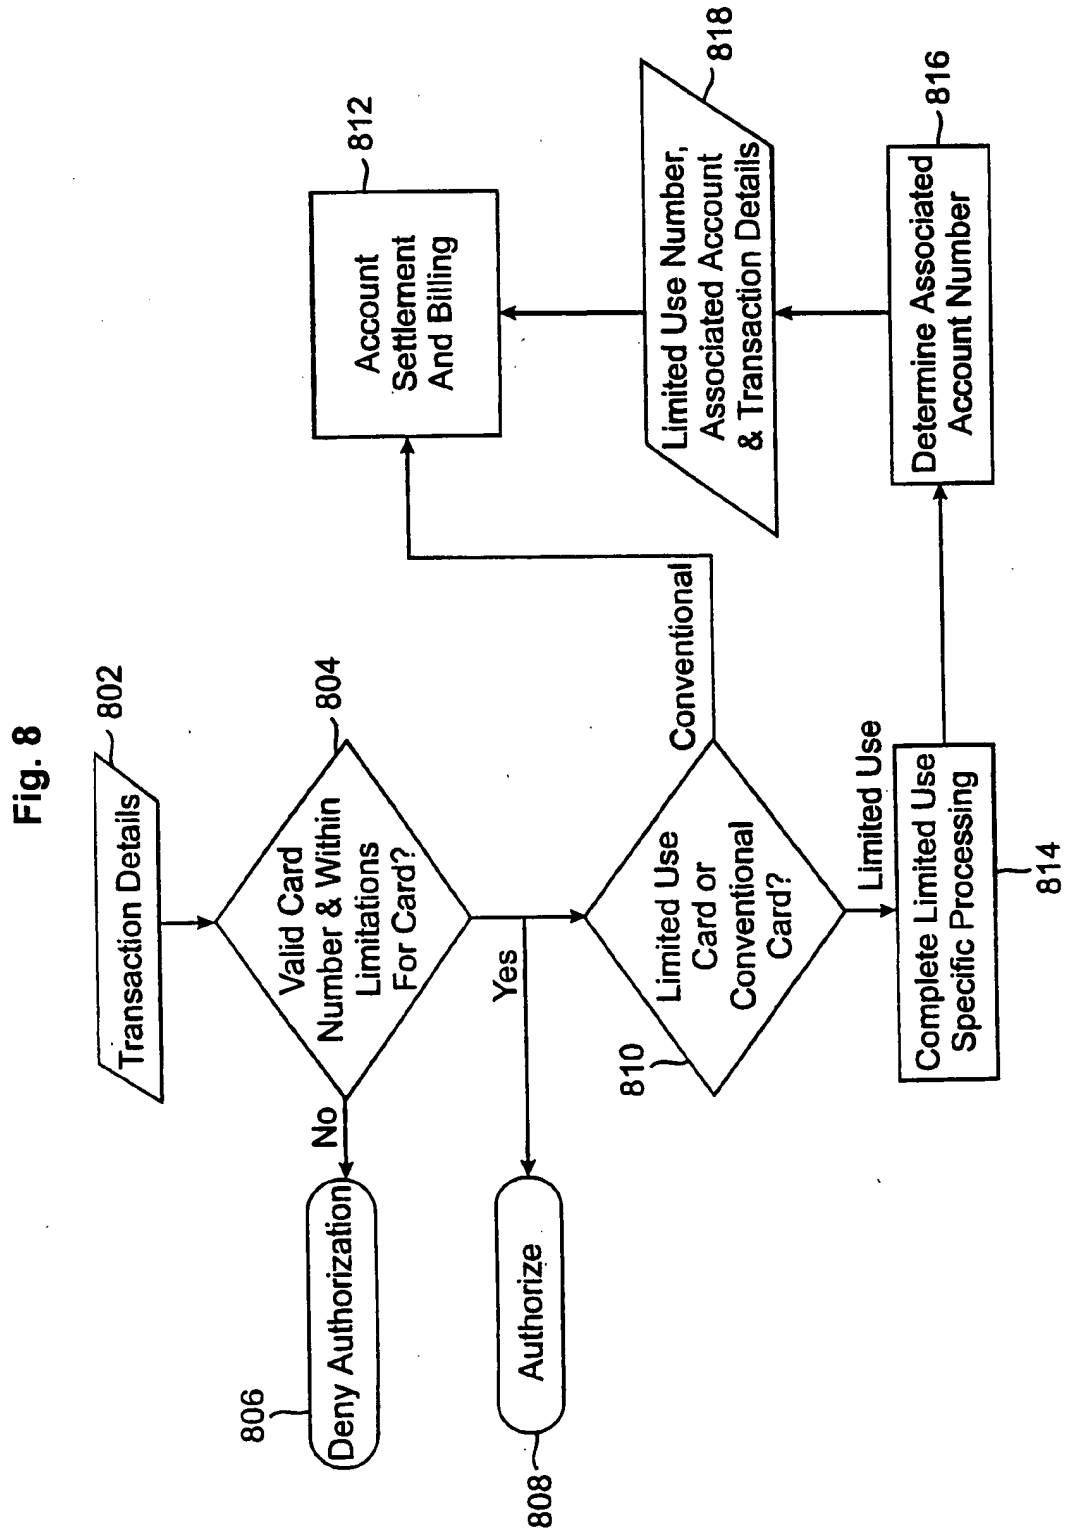 Fig. 8
802
Transaction Details
804
Valid Card
Number & Within
Limitations
For Card?
No
806
Deny Authorization
Yes
808
Authorize
810
Limited Use
Card or
Conventional
Card?
Conventional
812
Account
Settlement
And Billing
Limited Use
814
Complete Limited Use
Specific Processing
816
Determine Associated
Account Number
818
Limited Use Number,
Associated Account
& Transaction Details